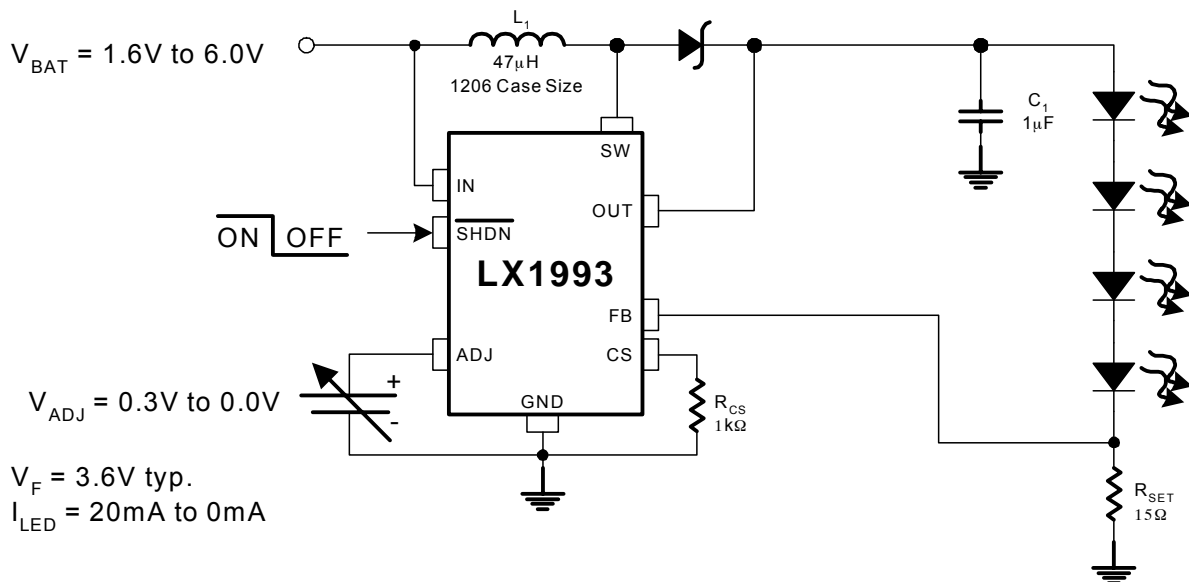 V_BAT = 1.6V to 6.0V
L₁
47µH
1206 Case Size
C₁
1µF
SW
IN
OUT
SHDN
ON OFF
LX1993
FB
ADJ
CS
V_ADJ = 0.3V to 0.0V
+
-
GND
R_CS
1kΩ
V_F = 3.6V typ.
I_LED = 20mA to 0mA
R_SET
15Ω